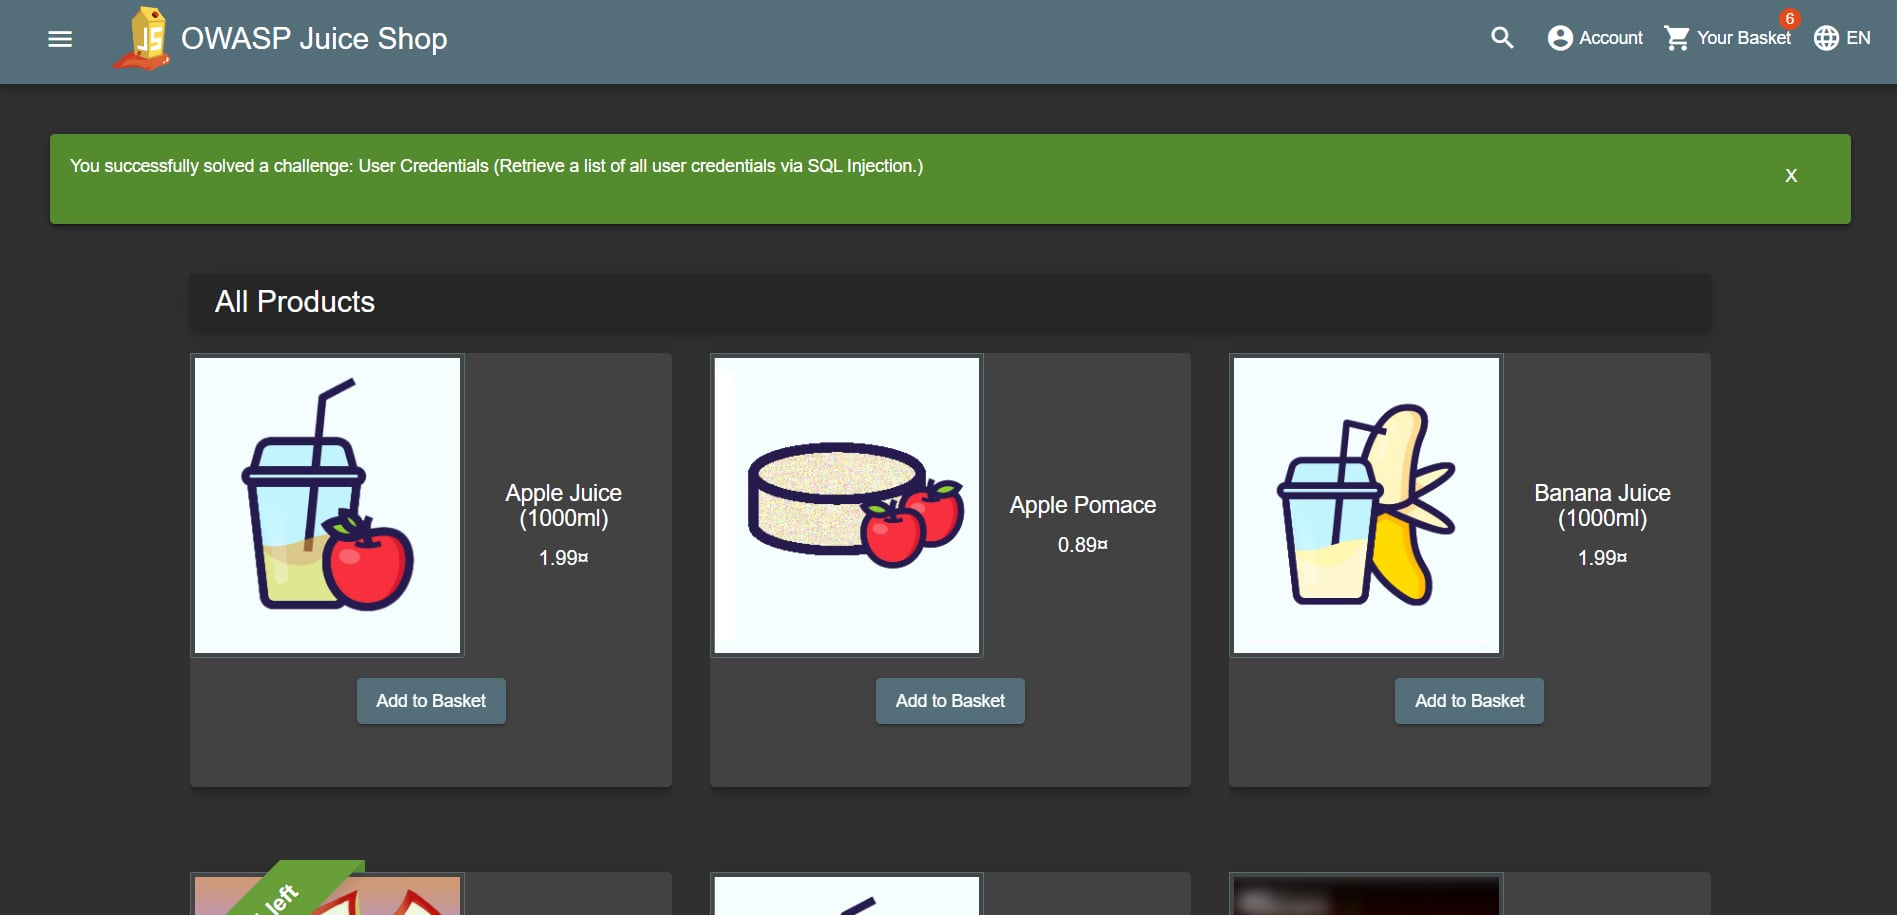 JS
OWASP Juice Shop
Account
Your Basket
6
EN
You successfully solved a challenge: User Credentials (Retrieve a list of all user credentials via SQL Injection.)
X
All Products
Apple Juice
(1000ml)
1.99¤
Add to Basket
Apple Pomace
0.89¤
Add to Basket
Banana Juice
(1000ml)
1.99¤
Add to Basket
left